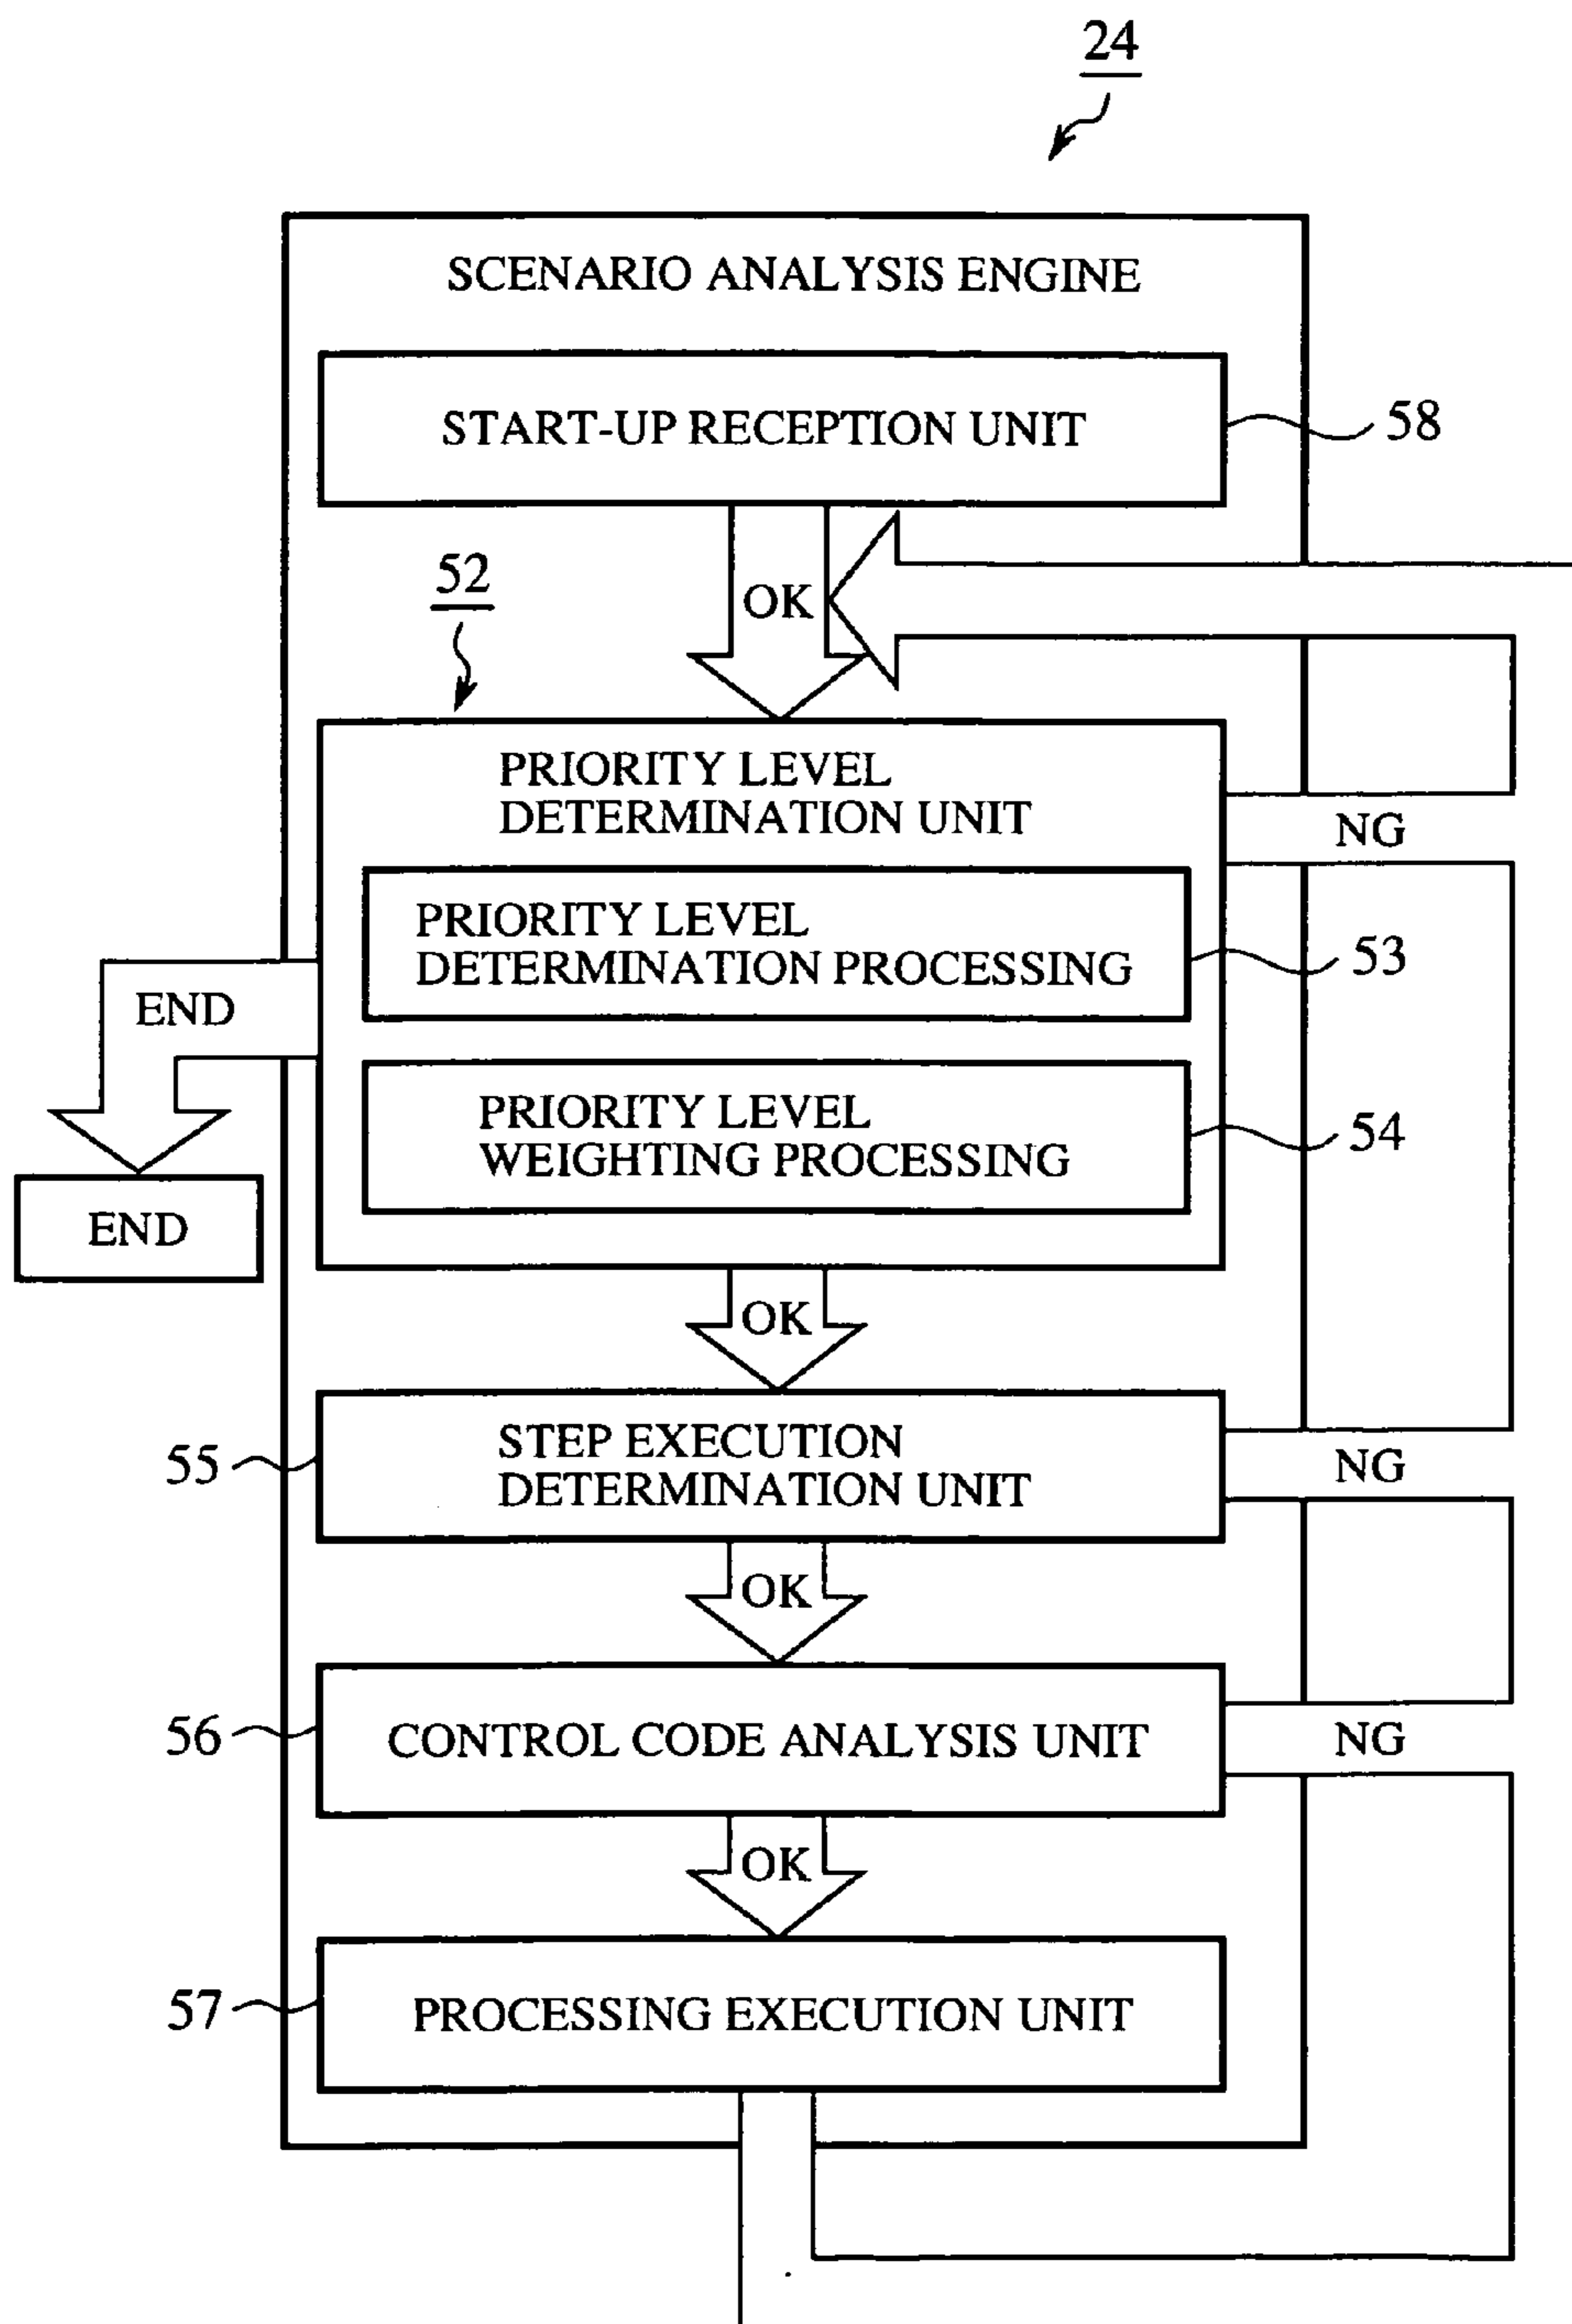 24
SCENARIO ANALYSIS ENGINE
START-UP RECEPTION UNIT
58
52
OK
PRIORITY LEVEL
DETERMINATION UNIT
NG
PRIORITY LEVEL
DETERMINATION PROCESSING
53
END
PRIORITY LEVEL
WEIGHTING PROCESSING
54
END
OK
55
STEP EXECUTION
DETERMINATION UNIT
NG
OK
56
CONTROL CODE ANALYSIS UNIT
NG
OK
57
PROCESSING EXECUTION UNIT